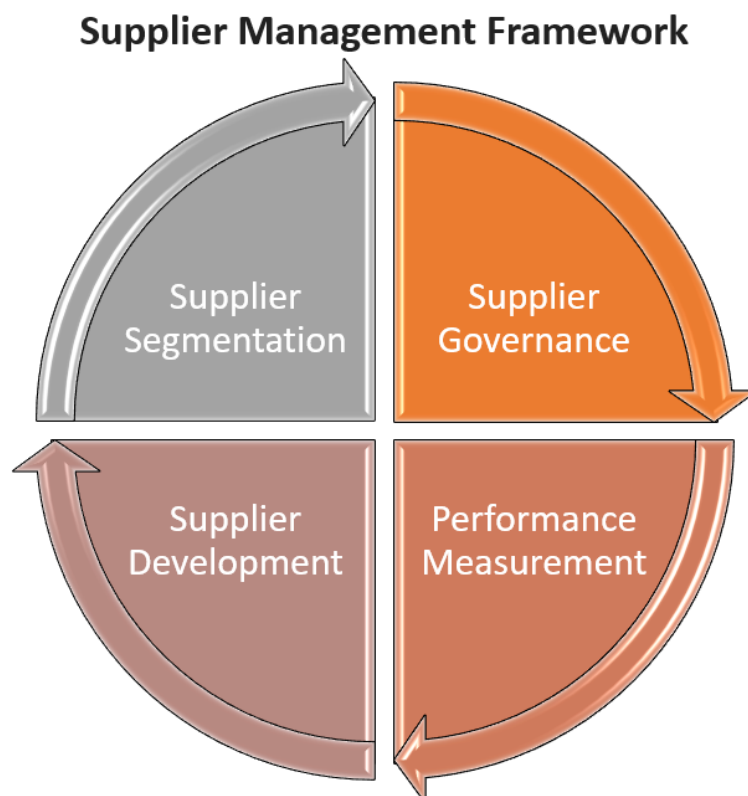 Supplier Management Framework
Supplier
Segmentation
Supplier
Governance
Supplier
Development
Performance
Measurement